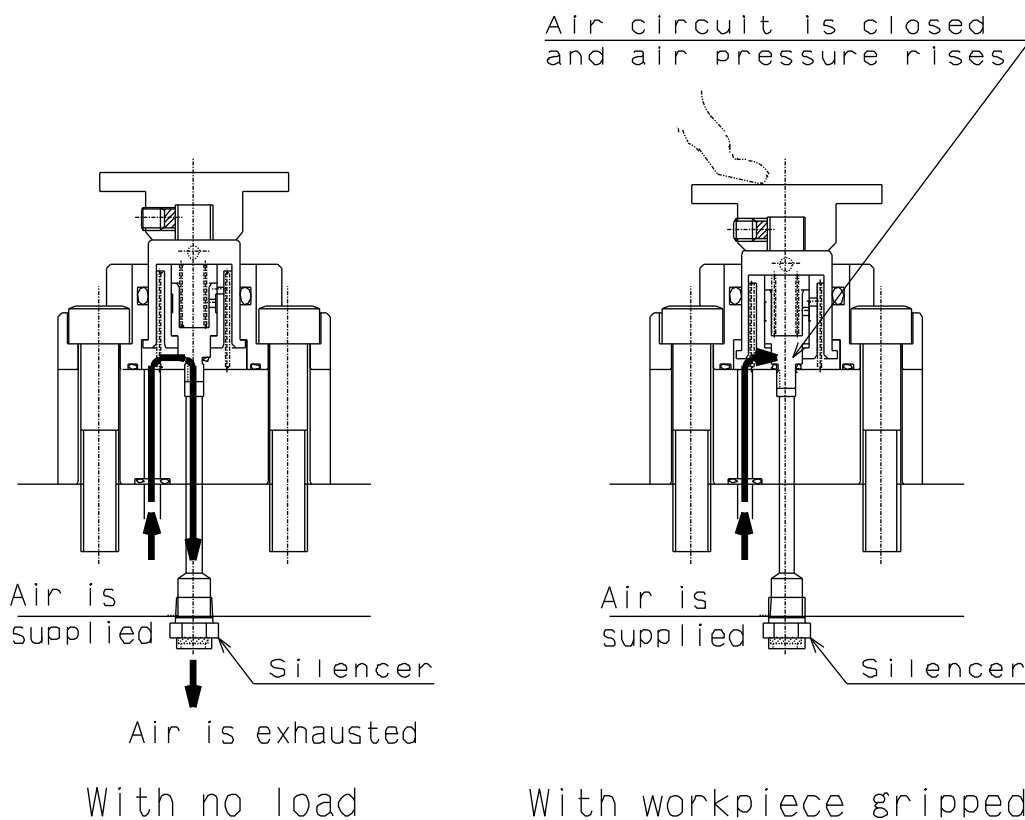 Air circuit is closed
and air pressure rises
Air is
supplied
Silencer
Air is exhausted
With no load
Air is
supplied
Silencer
With workpiece gripped